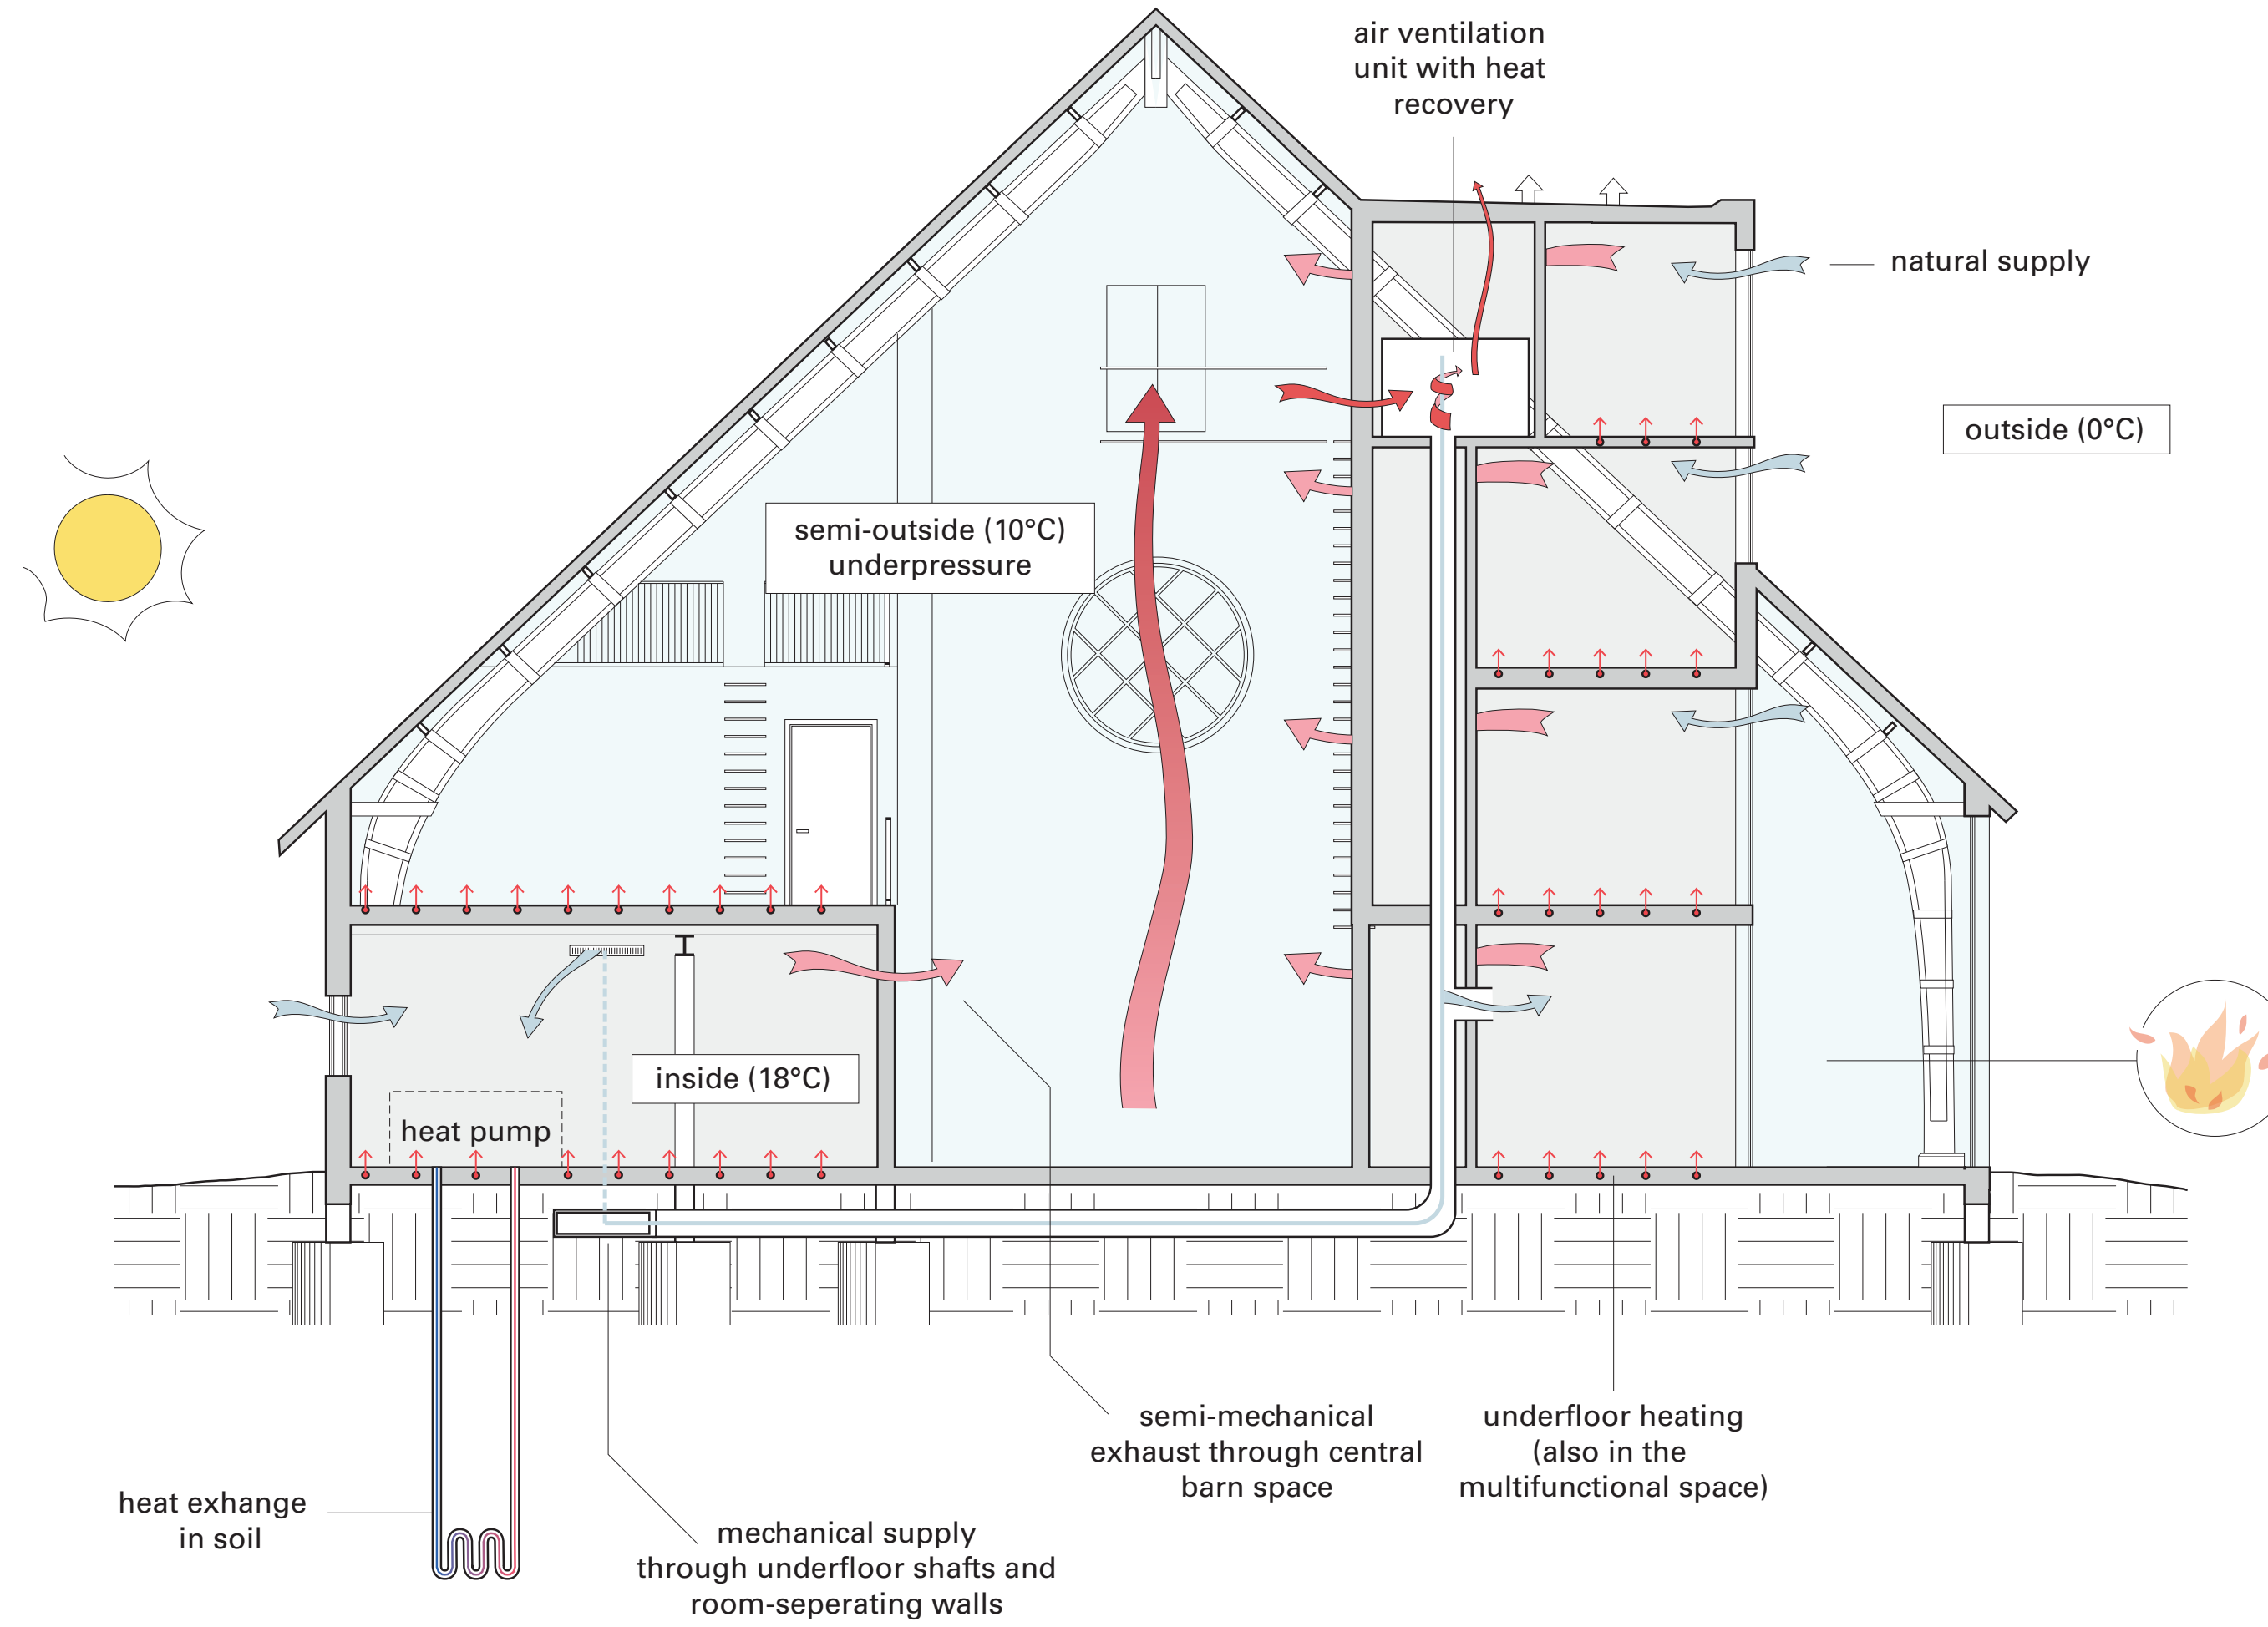 air ventilation
unit with heat
recovery
natural supply
outside (0°C)
semi-outside (10°C)
underpressure
inside (18°C)
heat pump
semi-mechanical
exhaust through central
barn space
underfloor heating
(also in the
multifunctional space)
heat exhange
in soil
mechanical supply
through underfloor shafts and
room-seperating walls